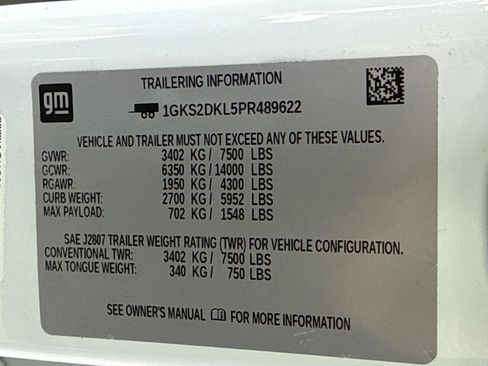 gm
TRAILERING INFORMATION
1GKS2DKL5PR489622
VEHICLE AND TRAILER MUST NOT EXCEED ANY OF THESE VALUES.
GVWR: 3402 KG/ 7500 LBS
GCWR: 6350 KG/ 14000 LBS
RGAWR: 1950 KG/ 4300 LBS
CURB WEIGHT: 2700 KG/ 5952 LBS
MAX PAYLOAD: 702 KG/ 1548 LBS
SAE J2807 TRAILER WEIGHT RATING (TWR) FOR VEHICLE CONFIGURATION.
CONVENTIONAL TWR: 3402 KG/ 7500 LBS
MAX TONGUE WEIGHT: 340 KG/ 750 LBS
SEE OWNER'S MANUAL FOR MORE INFORMATION